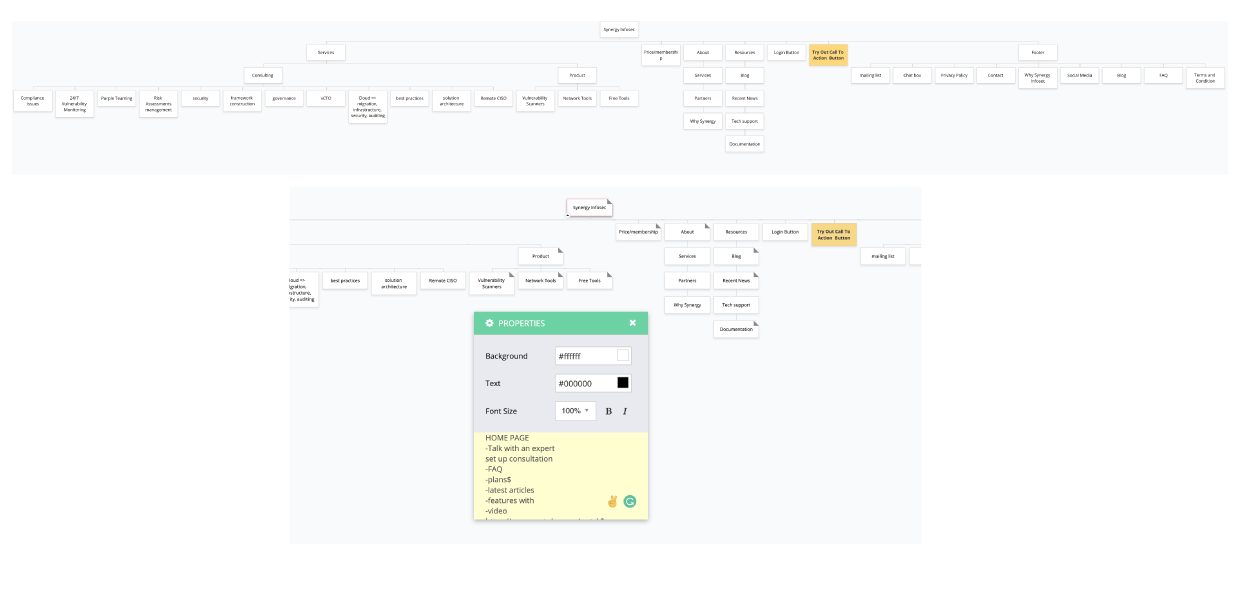 Synergy Infosec
Services
Price/membershi
p
About
Resources
Login Button
Try Out Call To
Action Button
Footer
Consulting
Product
Services
Blog
mailing list
Chat box
Privacy Policy
Contact
Why Synergy
Infosec
Social Media
Blog
FAQ
Terms and
Condition
Compliance
issues
24/7
Vulnerability
Monitoring
Purple Teaming
Risk
Assessments
management
security
framework
construction
governance
vCTO
Cloud =>
migration,
infrastructure,
security, auditing
best practices
solution
architecture
Remote CISO
Vulnerability
Scanners
Network Tools
Free Tools
Partners
Recent News
Why Synergy
Tech support
Documentation
Synergy Infosec
Price/membership
About
Resources
Login Button
Try Out Call To
Action Button
Product
Services
Blog
mailing list
best practices
solution
architecture
Remote CISO
Vulnerability
Scanners
Network Tools
Free Tools
Partners
Recent News
Why Synergy
Tech support
Documentation
PROPERTIES
Background
#ffffff
Text
#000000
Font Size
100%
B
I
HOME PAGE
-Talk with an expert
set up consultation
-FAQ
-plans$
-latest articles
-features with
-video